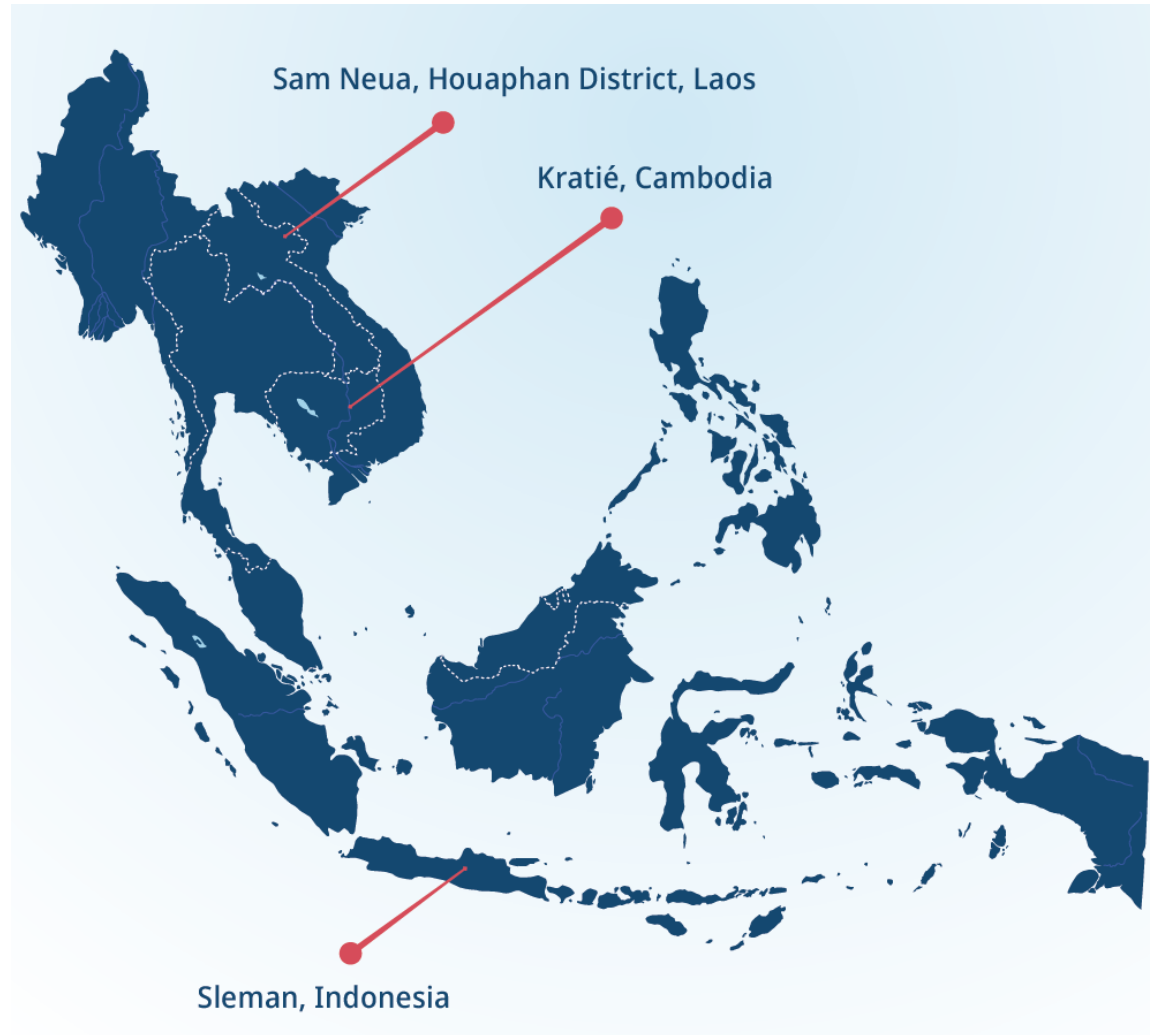 Sam Neua, Houaphan District, Laos
Kratié, Cambodia
Sleman, Indonesia